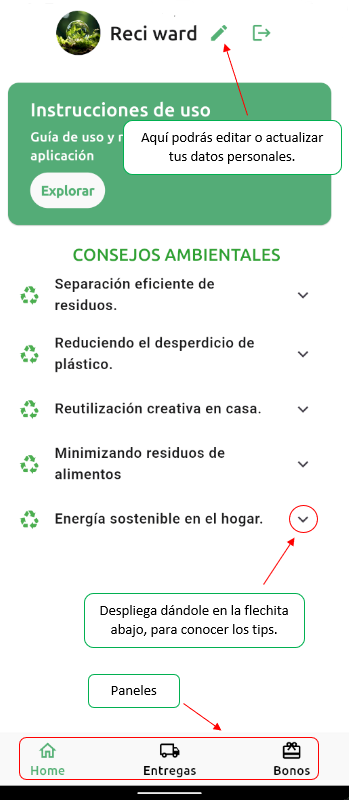 Reci ward
Instrucciones de uso
Guía de uso y r
aplicación
Explorar
Aquí podrás editar o actualizar
tus datos personales.
CONSEJOS AMBIENTALES
Separación eficiente de
residuos.
Reduciendo el desperdicio de
plástico.
Reutilización creativa en casa.
Minimizando residuos de
alimentos
Energía sostenible en el hogar.
Despliega dándole en la flechita
abajo, para conocer los tips.
Paneles
Home
Entregas
Bonos